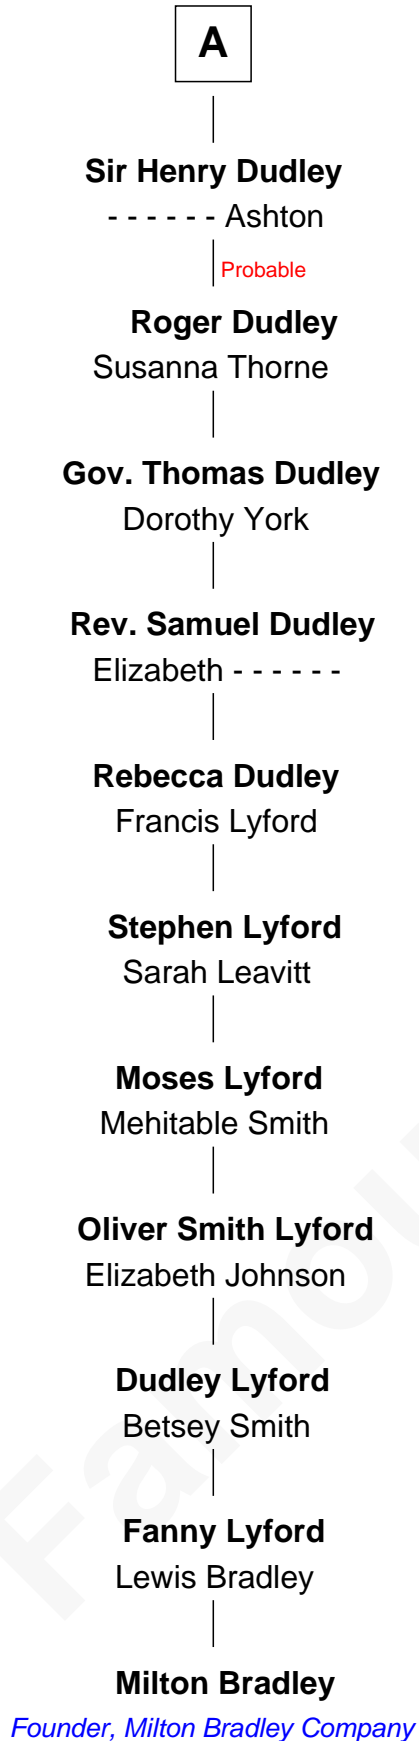 A
Sir Henry Dudley
- - - - - - Ashton
Probable
Roger Dudley
Susanna Thorne
Gov. Thomas Dudley
Dorothy York
Rev. Samuel Dudley
Elizabeth - - - - - -
Rebecca Dudley
Francis Lyford
Stephen Lyford
Sarah Leavitt
Moses Lyford
Mehitable Smith
Oliver Smith Lyford
Elizabeth Johnson
Dudley Lyford
Betsey Smith
Fanny Lyford
Lewis Bradley
Milton Bradley
Founder, Milton Bradley Company
Famou